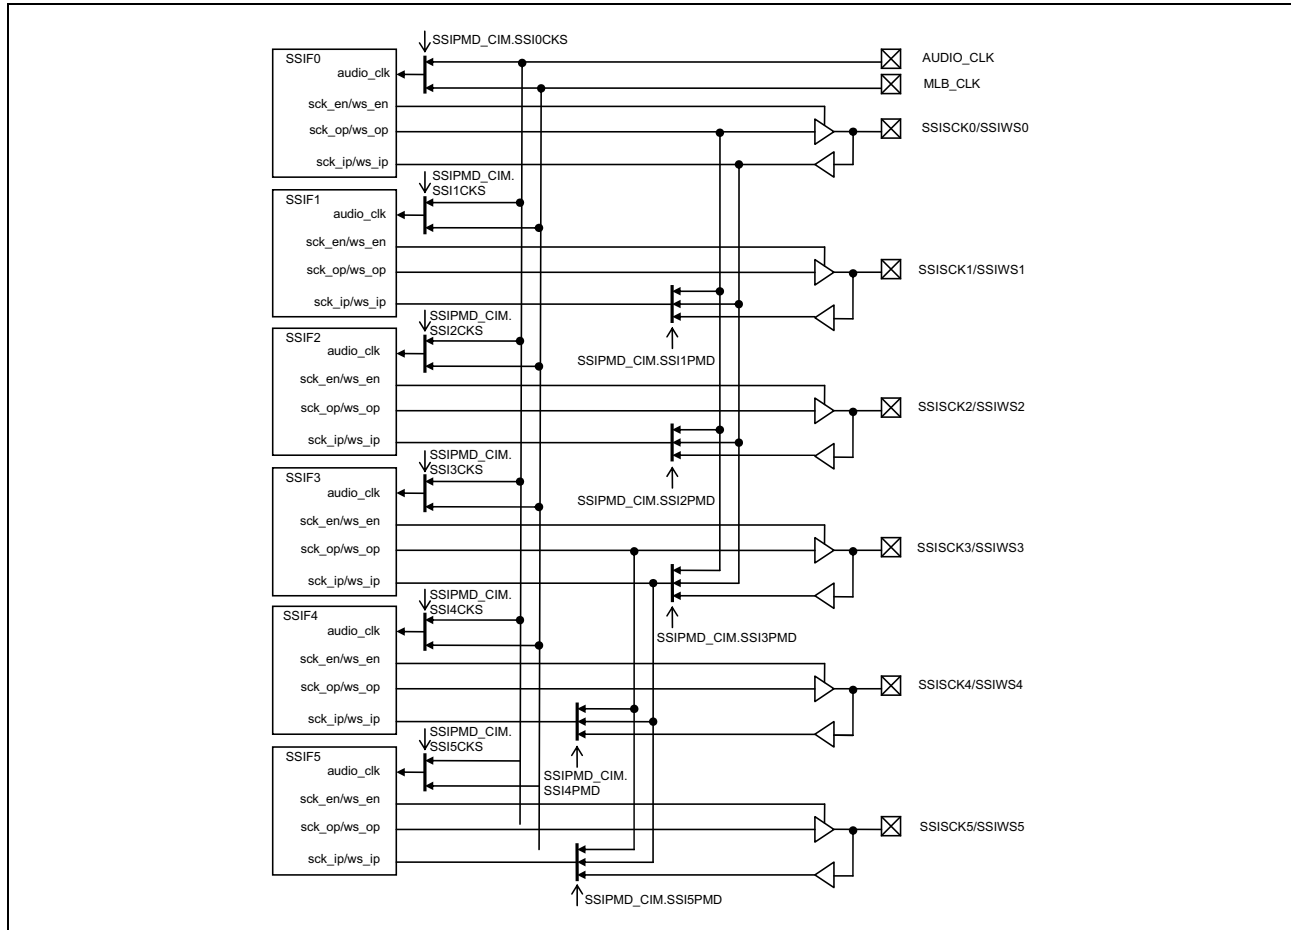 SSIPMD_CIM.SSI0CKS
SSIF0
audio_clk
AUDIO_CLK
MLB_CLK
sck_en/ws_en
sck_op/ws_op
SSISCK0/SSIWS0
sck_ip/ws_ip
SSIPMD_CIM.
SSI1CKS
SSIF1
audio_clk
sck_en/ws_en
sck_op/ws_op
SSISCK1/SSIWS1
sck_ip/ws_ip
SSIPMD_CIM.SSI1PMD
SSIPMD_CIM.
SSI2CKS
SSIF2
audio_clk
sck_en/ws_en
sck_op/ws_op
SSISCK2/SSIWS2
sck_ip/ws_ip
SSIPMD_CIM.SSI2PMD
SSIPMD_CIM.
SSI3CKS
SSIF3
audio_clk
sck_en/ws_en
sck_op/ws_op
SSISCK3/SSIWS3
sck_ip/ws_ip
SSIPMD_CIM.SSI3PMD
SSIPMD_CIM.
SSI4CKS
SSIF4
audio_clk
sck_en/ws_en
sck_op/ws_op
SSISCK4/SSIWS4
sck_ip/ws_ip
SSIPMD_CIM.
SSI4PMD
SSIPMD_CIM.
SSI5CKS
SSIF5
audio_clk
sck_en/ws_en
sck_op/ws_op
SSISCK5/SSIWS5
sck_ip/ws_ip
SSIPMD_CIM.SSI5PMD